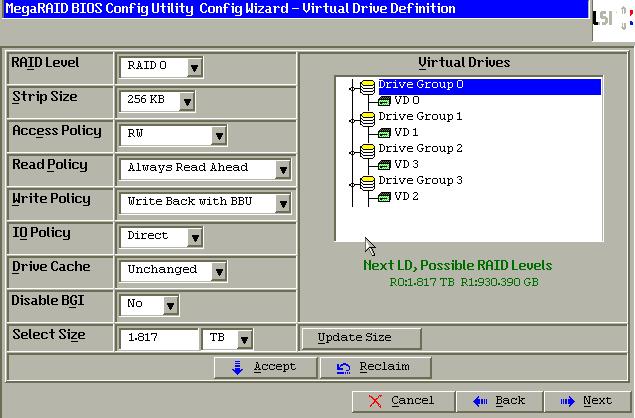 MegaRAID BIOS Config Utility Config Wizard – Virtual Drive Definition
LSI
RAID Level RAID 0
Strip Size 256 KB
Access Policy RW
Read Policy Always Read Ahead
Write Policy Write Back with BBU
IO Policy Direct
Drive Cache Unchanged
Disable BGI No
Select Size 1.817 TB
Virtual Drives
Drive Group 0
VD 0
Drive Group 1
VD 1
Drive Group 2
VD 3
Drive Group 3
VD 2
Next LD, Possible RAID Levels
R0:1.817 TB R1:930.390 GB
Update Size
Accept Reclaim
Cancel Back Next